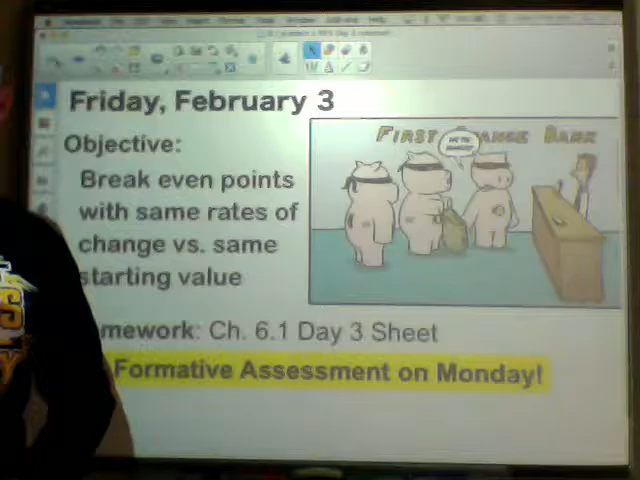 Friday, February 3
Objective:
Break even points
with same rates of
change vs. same
starting value
FIRST
BANK
mework: Ch. 6.1 Day 3 Sheet
Formative Assessment on Monday!